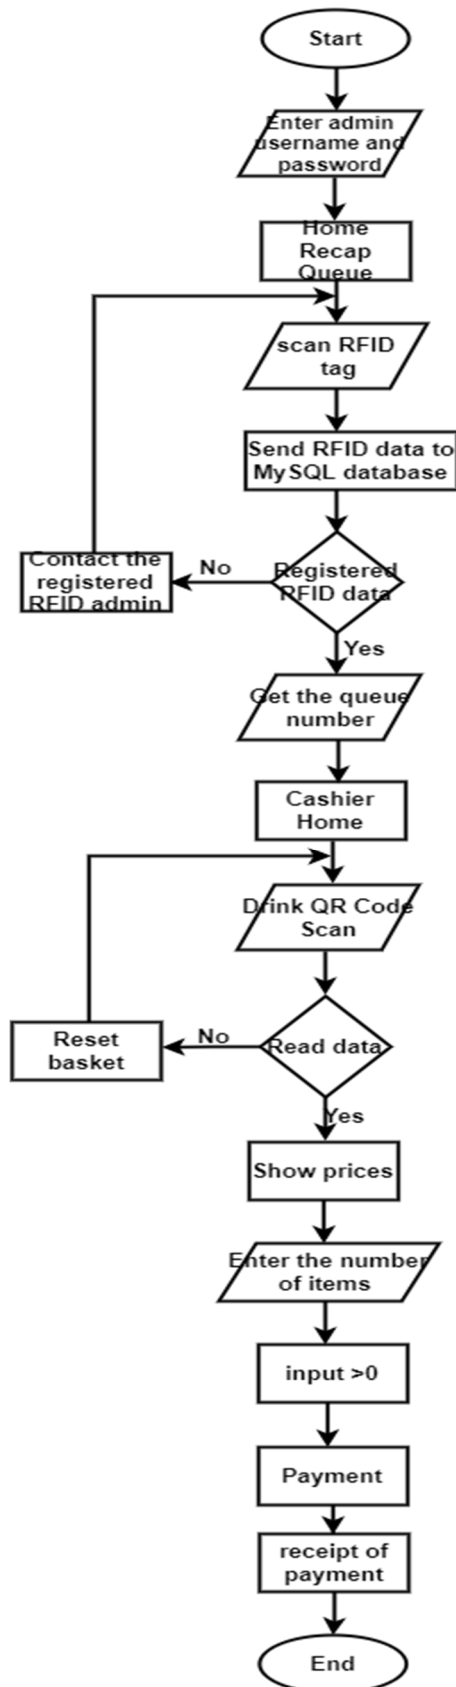 Start
Enter admin
username and
password
Home
Recap
Queue
scan RFID
tag
Send RFID data to
MySQL database
Registered
RFID data
No
Contact the
registered
RFID admin
Yes
Get the queue
number
Cashier
Home
Drink QR Code
Scan
Read data
No
Reset
basket
Yes
Show prices
Enter the number
of items
input >0
Payment
receipt of
payment
End